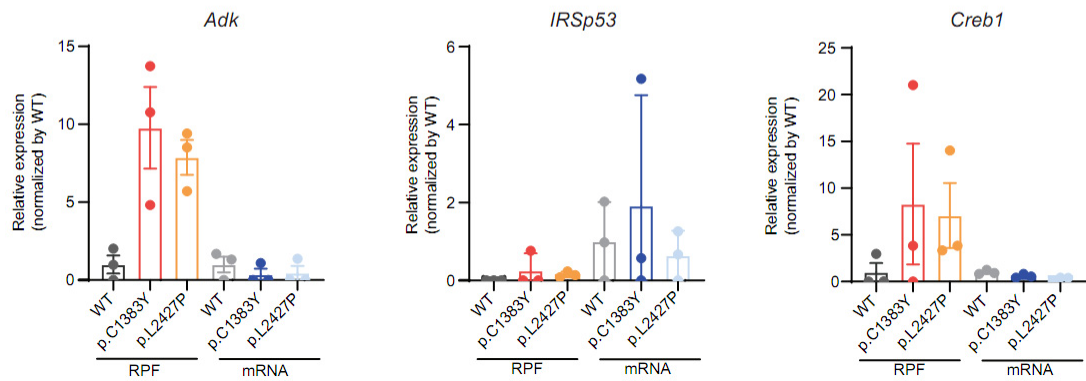 Adk
Relative expression
(normalized by WT)
15
10
5
0
WT
p.C1383Y
p.L2427P
WT
p.C1383Y
p.L2427P
RPF
mRNA
IRSp53
Relative expression
(normalized by WT)
6
4
2
0
WT
p.C1383Y
p.L2427P
WT
p.C1383Y
p.L2427P
RPF
mRNA
Creb1
Relative expression
(normalized by WT)
25
20
15
10
5
0
WT
p.C1383Y
p.L2427P
WT
p.C1383Y
p.L2427P
RPF
mRNA